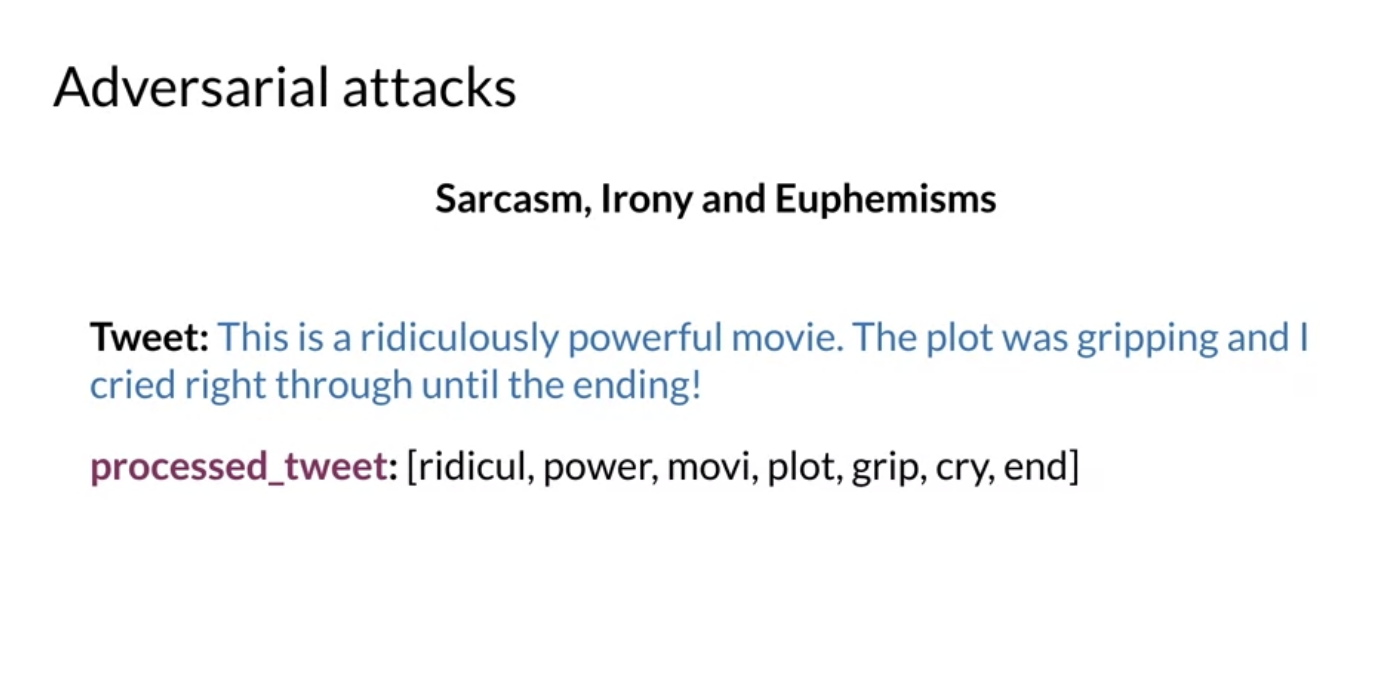 Adversarial attacks
Sarcasm, Irony and Euphemisms
Tweet: This is a ridiculously powerful movie. The plot was gripping and I
cried right through until the ending!
processed_tweet: [ridicul, power, movi, plot, grip, cry, end]